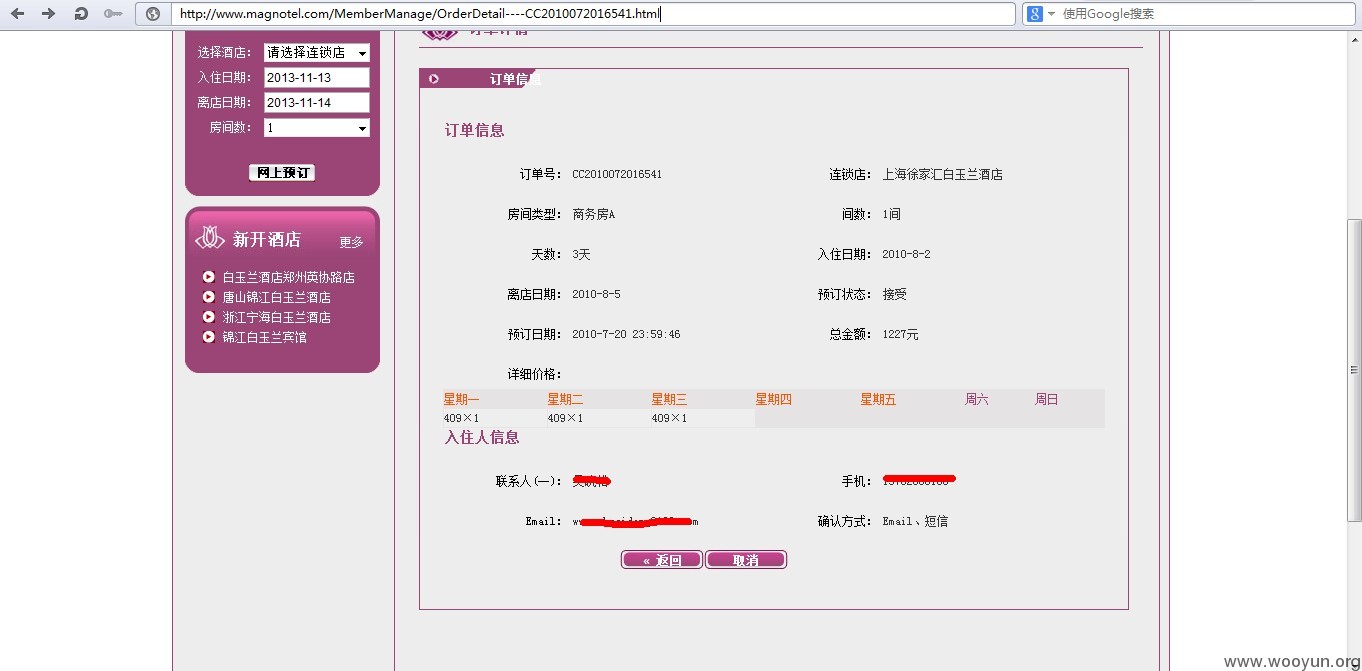 http://www.magnotel.com/MemberManage/OrderDetail----CC2010072016541.html
使用Google搜索
选择酒店： 请选择连锁店
入住日期： 2013-11-13
离店日期： 2013-11-14
房间数： 1
网上预订
新开酒店 更多
白玉兰酒店郑州英协路店
唐山锦江白玉兰酒店
浙江宁海白玉兰酒店
锦江白玉兰宾馆
订单详情
订单信息
订单信息
订单号： CC2010072016541 连锁店： 上海徐家汇白玉兰酒店
房间类型： 商务房A 间数： 1间
天数： 3天 入住日期： 2010-8-2
离店日期： 2010-8-5 预订状态： 接受
预订日期： 2010-7-20 23:59:46 总金额： 1227元
详细价格：
星期一 星期二 星期三 星期四 星期五 周六 周日
409×1 409×1 409×1
入住人信息
联系人(一)： 手机：
Email： 确认方式： Email、短信
« 返回 取消
www.wooyun.org